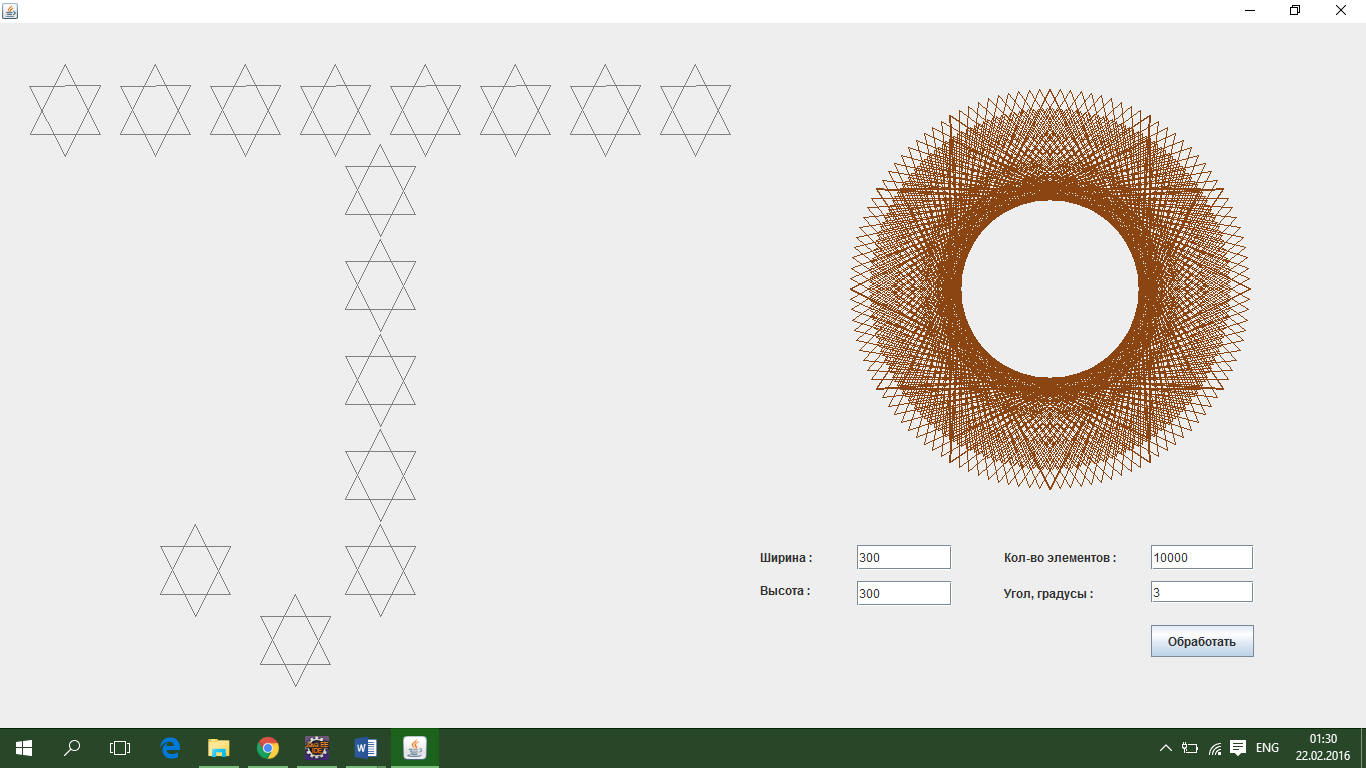 Ширина : 300 Кол-во элементов : 10000
Высота : 300 Угол, градусы : 3
Обработать
ENG 01:30
22.02.2016